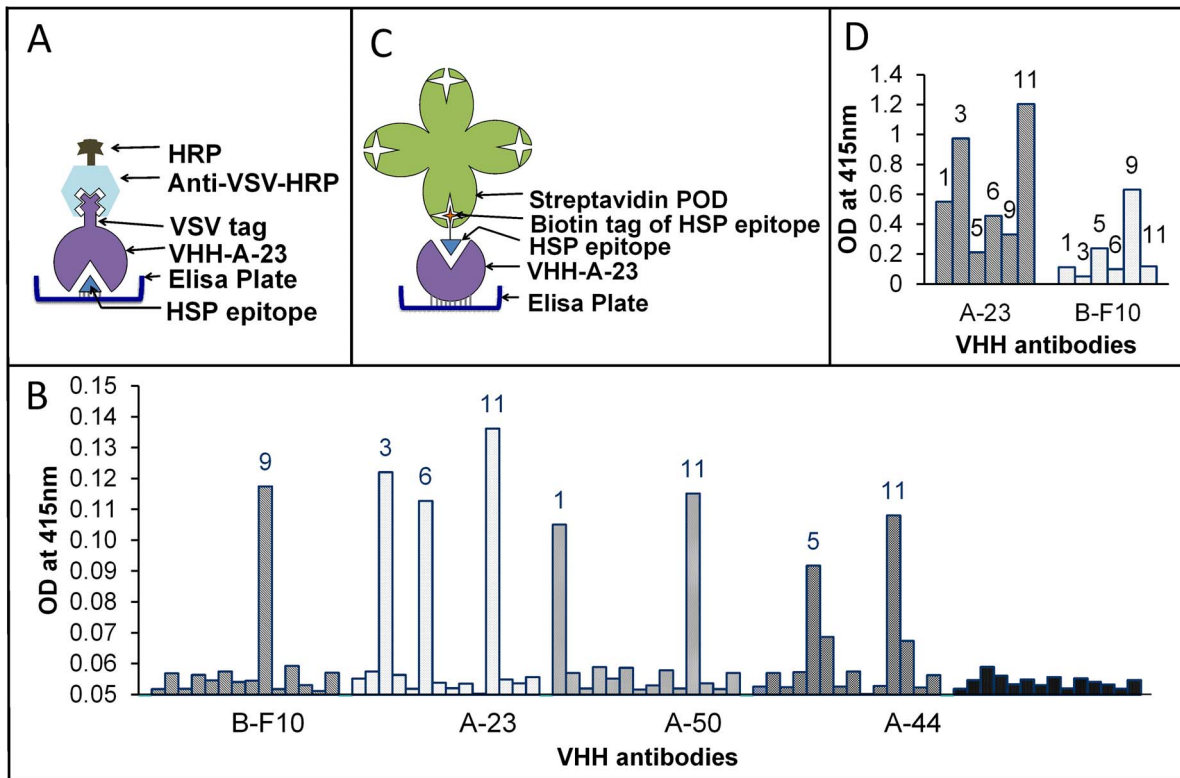 A
HRP
Anti-VSV-HRP
VSV tag
VHH-A-23
Elisa Plate
HSP epitope
C
Streptavidin POD
Biotin tag of HSP epitope
HSP epitope
VHH-A-23
Elisa Plate
D
OD at 415nm
1.4
1.2
1
0.8
0.6
0.4
0.2
0
1
3
5
6
9
11
1
3
5
6
9
11
A-23
B-F10
VHH antibodies
B
OD at 415nm
0.15
0.14
0.13
0.12
0.11
0.10
0.09
0.08
0.07
0.06
0.05
9
3
6
11
1
11
5
11
B-F10
A-23
A-50
A-44
VHH antibodies